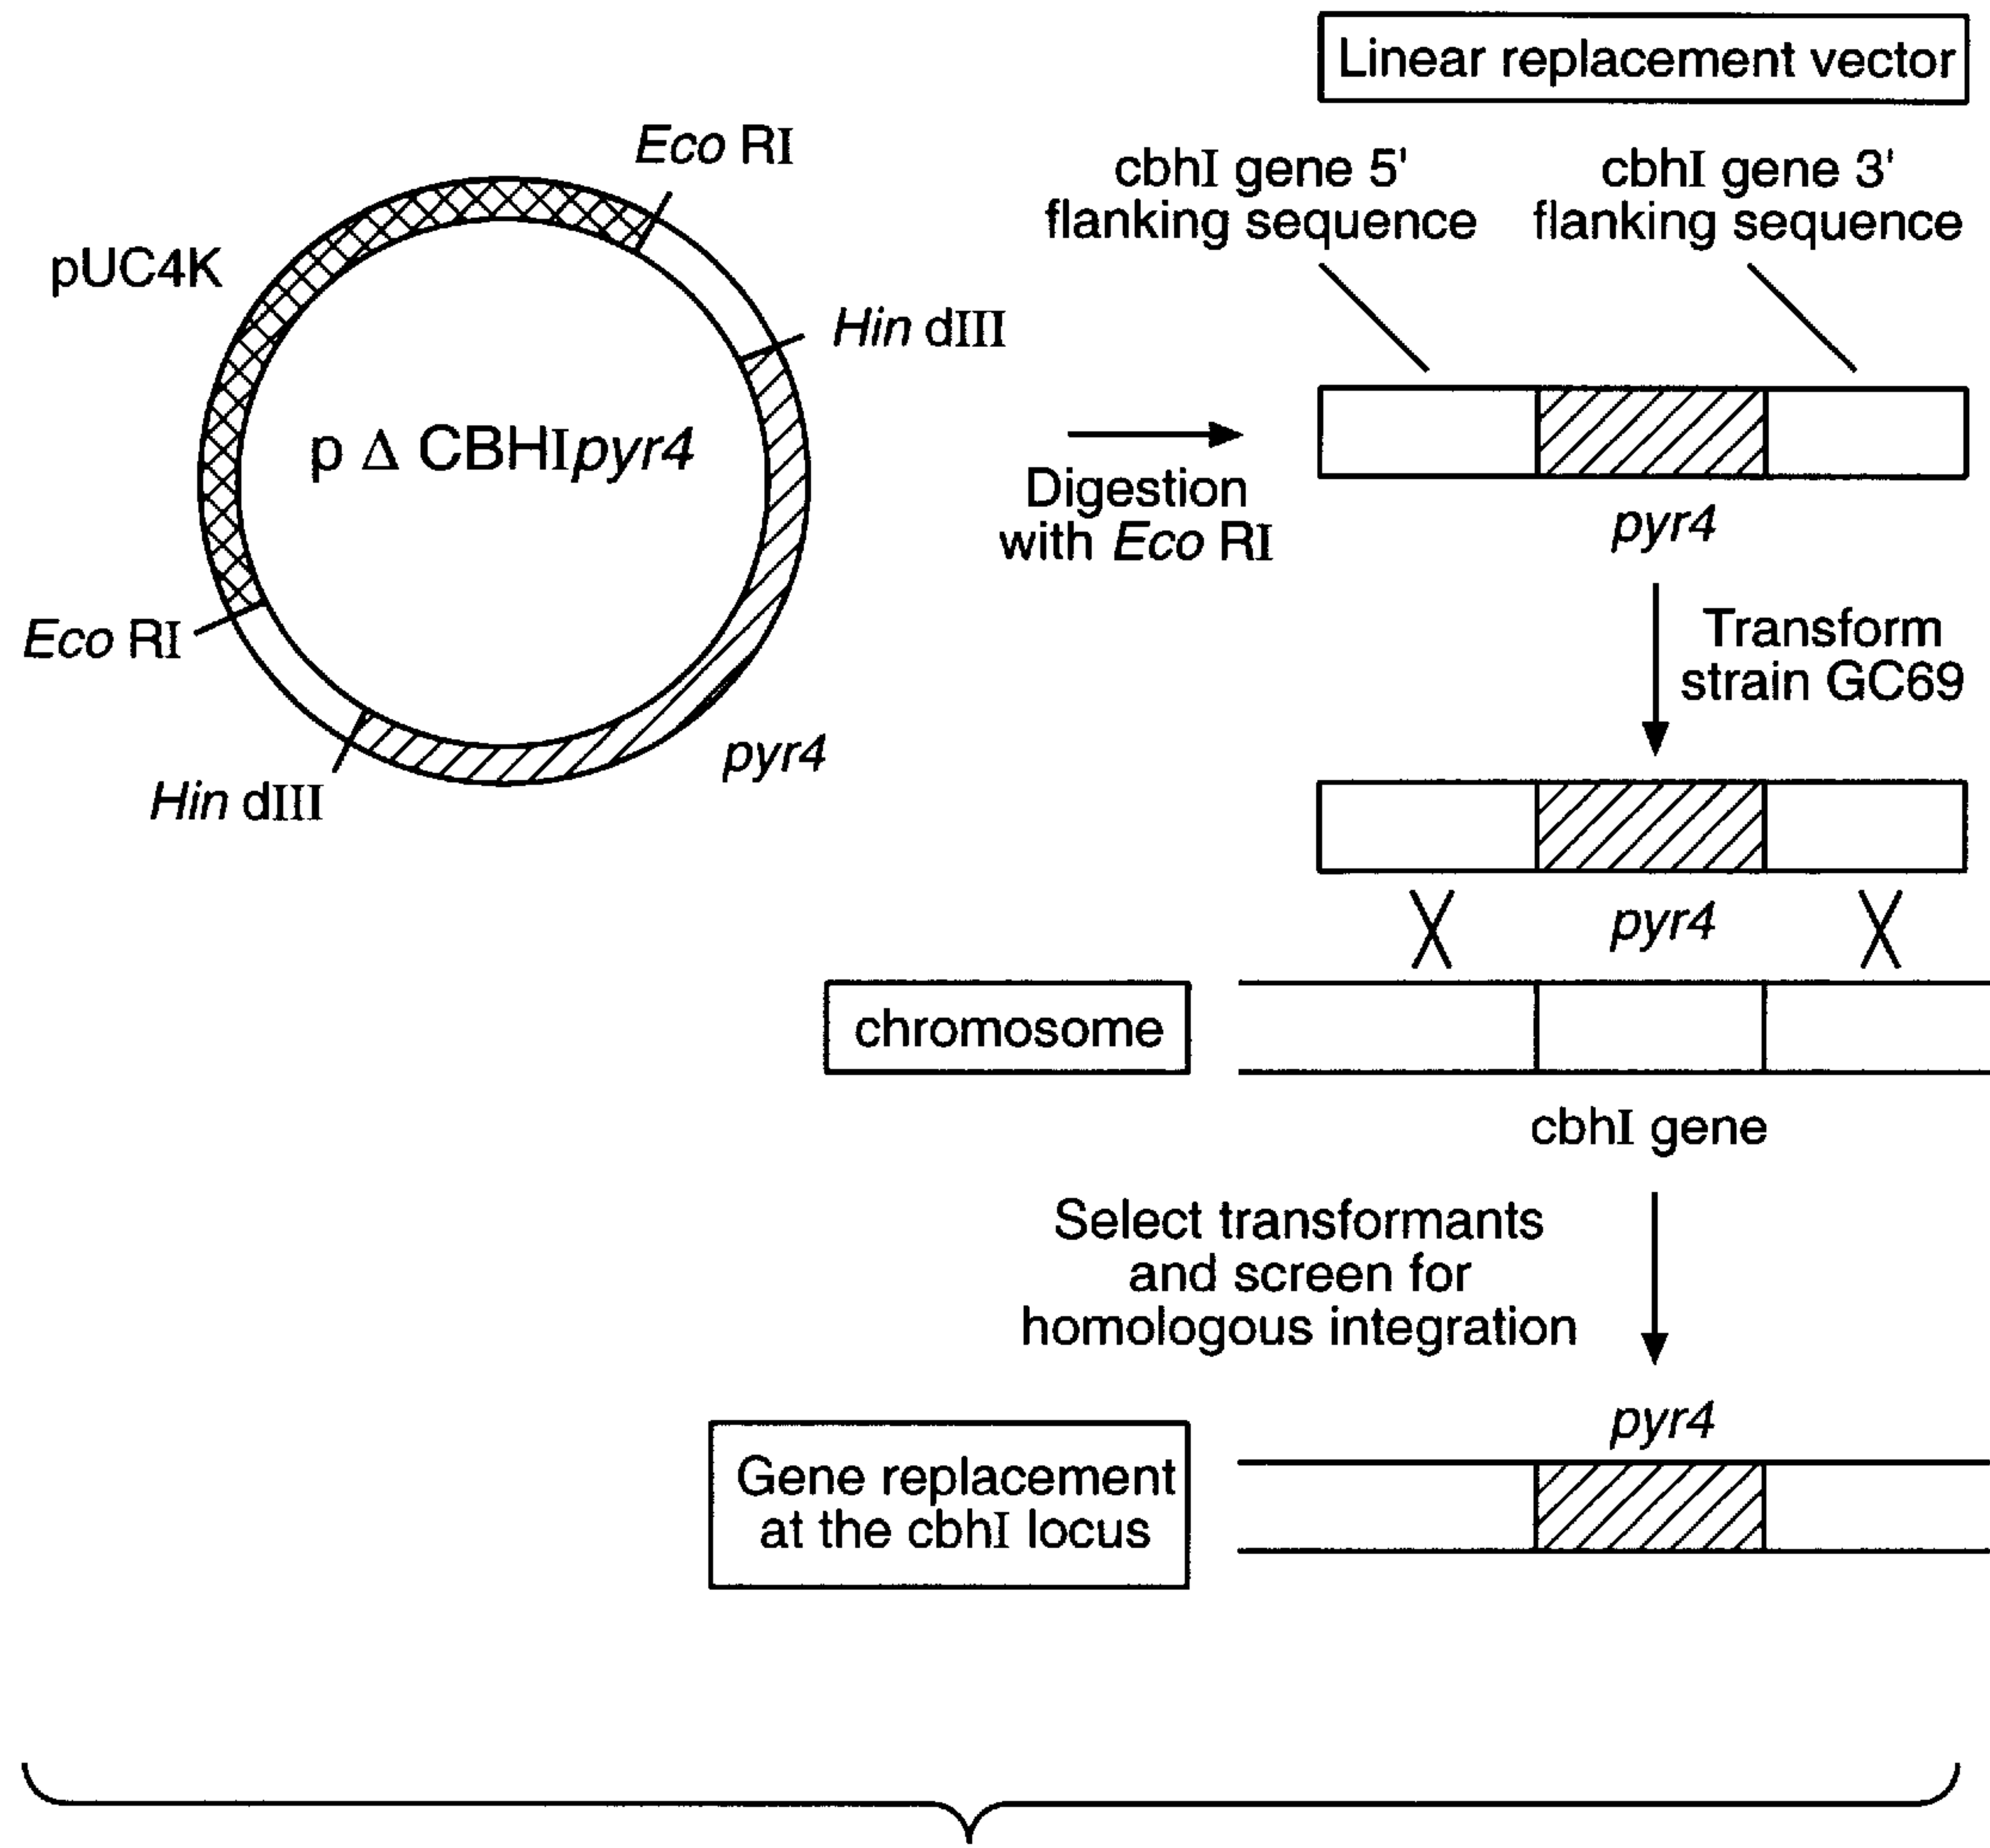 Linear replacement vector
Eco RI
cbhI gene 5'
flanking sequence
cbhI gene 3'
flanking sequence
pUC4K
Hin dIII
p Δ CBHIpyr4
Digestion
with Eco RI
pyr4
Eco RI
Transform
strain GC69
pyr4
Hin dIII
pyr4
chromosome
cbhI gene
Select transformants
and screen for
homologous integration
pyr4
Gene replacement
at the cbhI locus